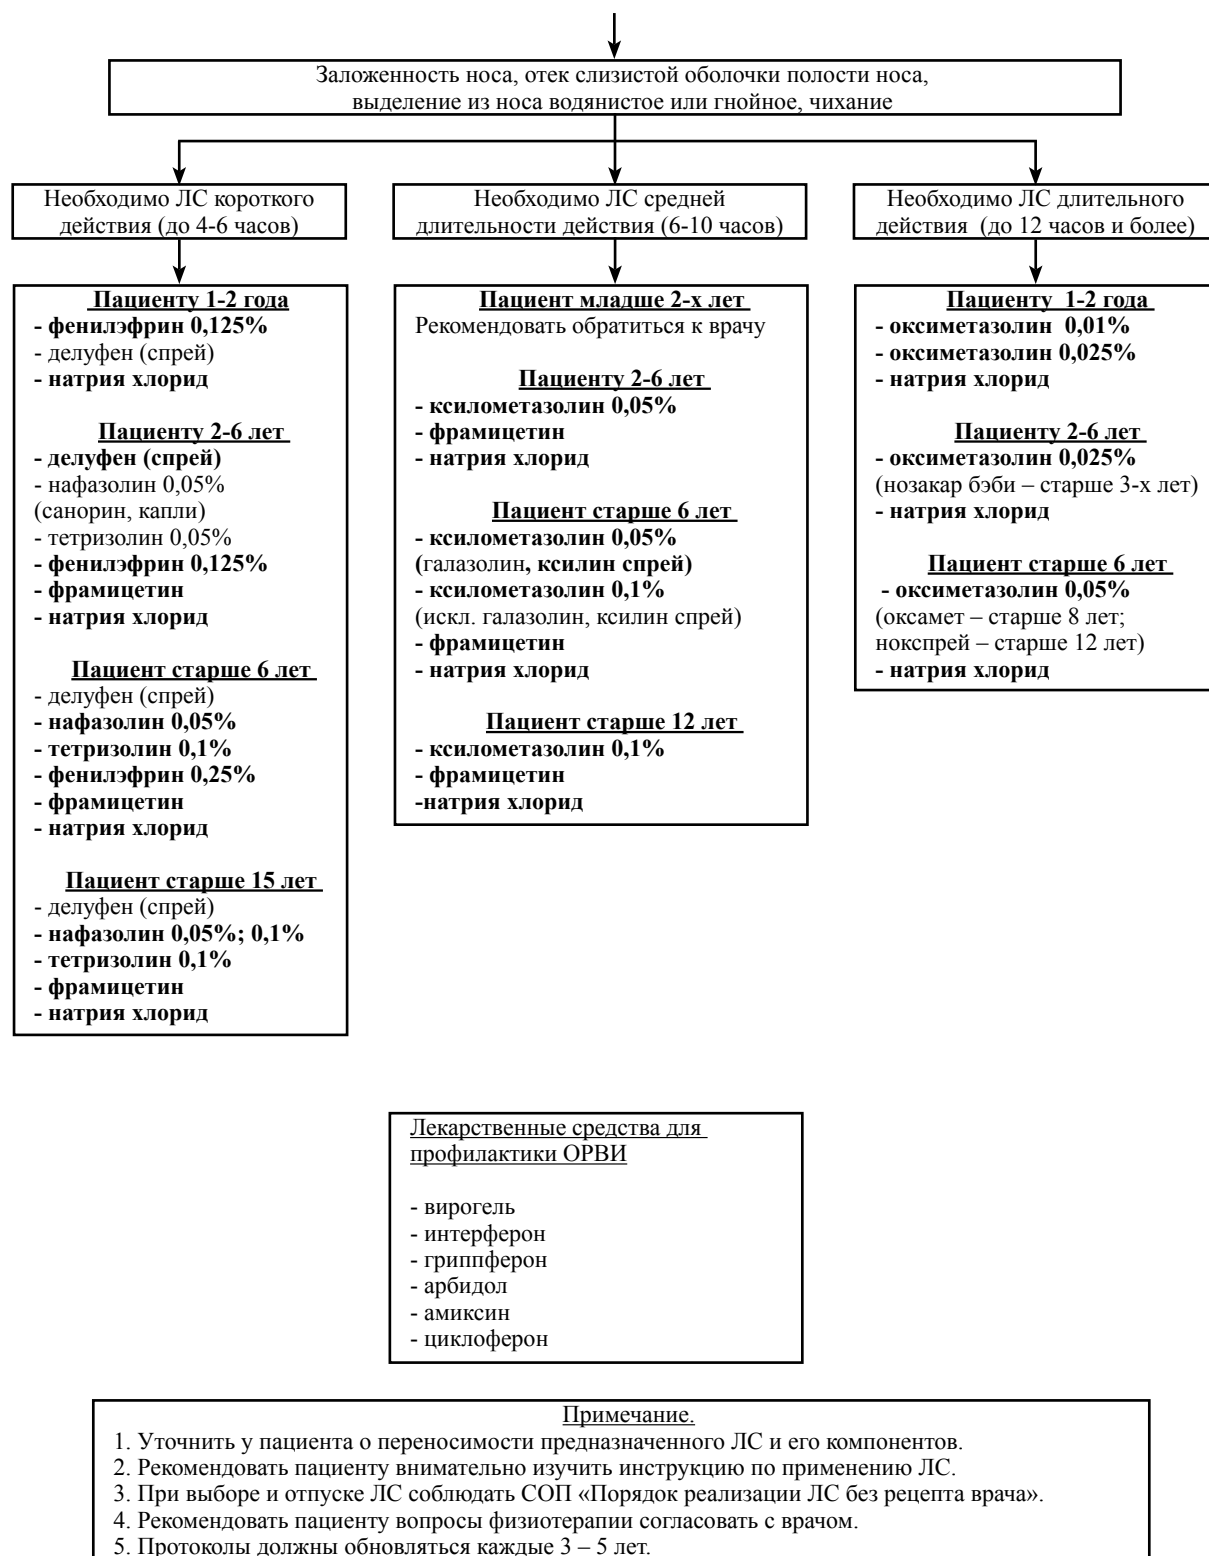 Заложенность носа, отек слизистой оболочки полости носа,
выделение из носа водянистое или гнойное, чихание
Необходимо ЛС короткого
действия (до 4-6 часов)
Необходимо ЛС средней
длительности действия (6-10 часов)
Необходимо ЛС длительного
действия (до 12 часов и более)
Пациенту 1-2 года
- фенилэфрин 0,125%
- делуфен (спрей)
- натрия хлорид
Пациенту 2-6 лет
- делуфен (спрей)
- нафазолин 0,05%
(санорин, капли)
- тетризолин 0,05%
- фенилэфрин 0,125%
- фрамицетин
- натрия хлорид
Пациент старше 6 лет
- делуфен (спрей)
- нафазолин 0,05%
- тетризолин 0,1%
- фенилэфрин 0,25%
- фрамицетин
- натрия хлорид
Пациент старше 15 лет
- делуфен (спрей)
- нафазолин 0,05%; 0,1%
- тетризолин 0,1%
- фрамицетин
- натрия хлорид
Пациент младше 2-х лет
Рекомендовать обратиться к врачу
Пациенту 2-6 лет
- ксилометазолин 0,05%
- фрамицетин
- натрия хлорид
Пациент старше 6 лет
- ксилометазолин 0,05%
(галазолин, ксилин спрей)
- ксилометазолин 0,1%
(искл. галазолин, ксилин спрей)
- фрамицетин
- натрия хлорид
Пациент старше 12 лет
- ксилометазолин 0,1%
- фрамицетин
-натрия хлорид
Пациенту 1-2 года
- оксиметазолин 0,01%
- оксиметазолин 0,025%
- натрия хлорид
Пациенту 2-6 лет
- оксиметазолин 0,025%
(нозакар бэби – старше 3-х лет)
- натрия хлорид
Пациент старше 6 лет
- оксиметазолин 0,05%
(оксамет – старше 8 лет;
нокспрей – старше 12 лет)
- натрия хлорид
Лекарственные средства для
профилактики ОРВИ
- вирогель
- интерферон
- гриппферон
- арбидол
- амиксин
- циклоферон
Примечание.
1. Уточнить у пациента о переносимости предназначенного ЛС и его компонентов.
2. Рекомендовать пациенту внимательно изучить инструкцию по применению ЛС.
3. При выборе и отпуске ЛС соблюдать СОП «Порядок реализации ЛС без рецепта врача».
4. Рекомендовать пациенту вопросы физиотерапии согласовать с врачом.
5. Протоколы должны обновляться каждые 3 – 5 лет.